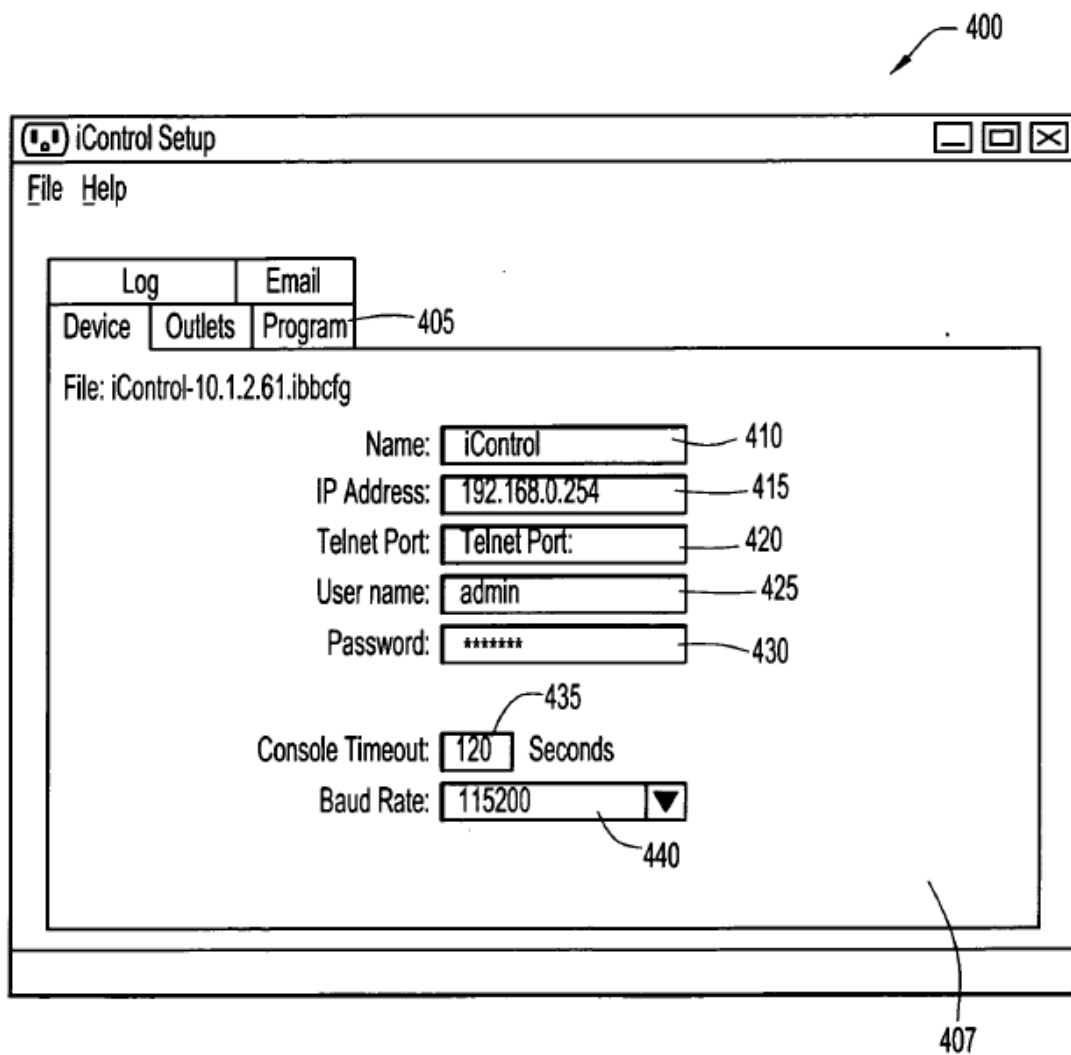 400
iControl Setup
File Help
Log Email
Device Outlets Program 405
File: iControl-10.1.2.61.ibbcfg
Name: iControl 410
IP Address: 192.168.0.254 415
Telnet Port: Telnet Port: 420
User name: admin 425
Password: ******* 430
435
Console Timeout: 120 Seconds
Baud Rate: 115200
440
407